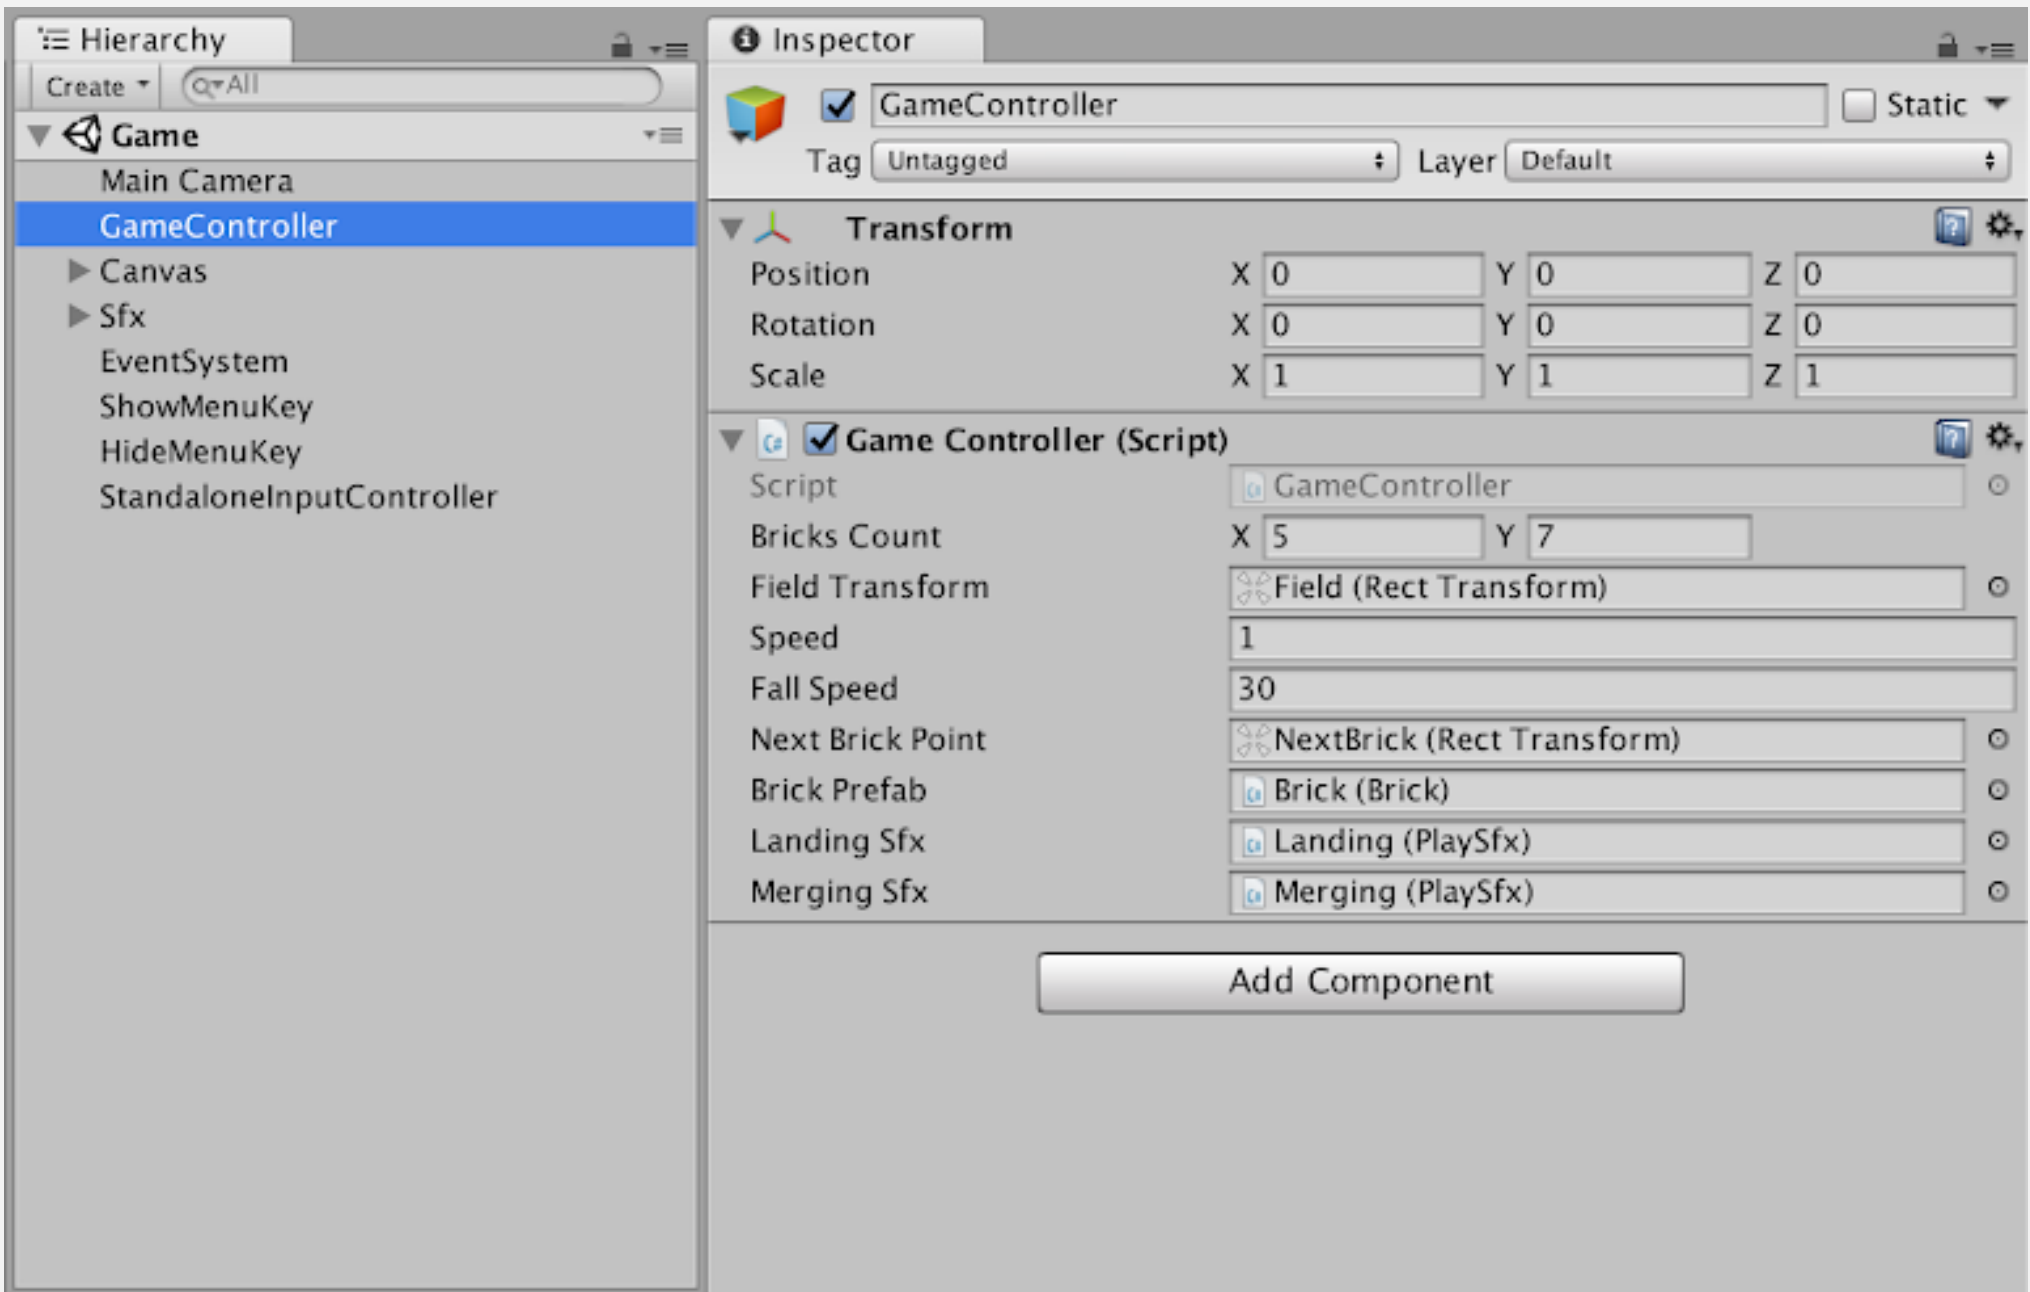 Hierarchy
Create All
Game
Main Camera
GameController
Canvas
Sfx
EventSystem
ShowMenuKey
HideMenuKey
StandaloneInputController
Inspector
GameController Static
Tag Untagged Layer Default
Transform
Position X 0 Y 0 Z 0
Rotation X 0 Y 0 Z 0
Scale X 1 Y 1 Z 1
C# Game Controller (Script)
Script GameController
Bricks Count X 5 Y 7
Field Transform Field (Rect Transform)
Speed 1
Fall Speed 30
Next Brick Point NextBrick (Rect Transform)
Brick Prefab Brick (Brick)
Landing Sfx Landing (PlaySfx)
Merging Sfx Merging (PlaySfx)
Add Component